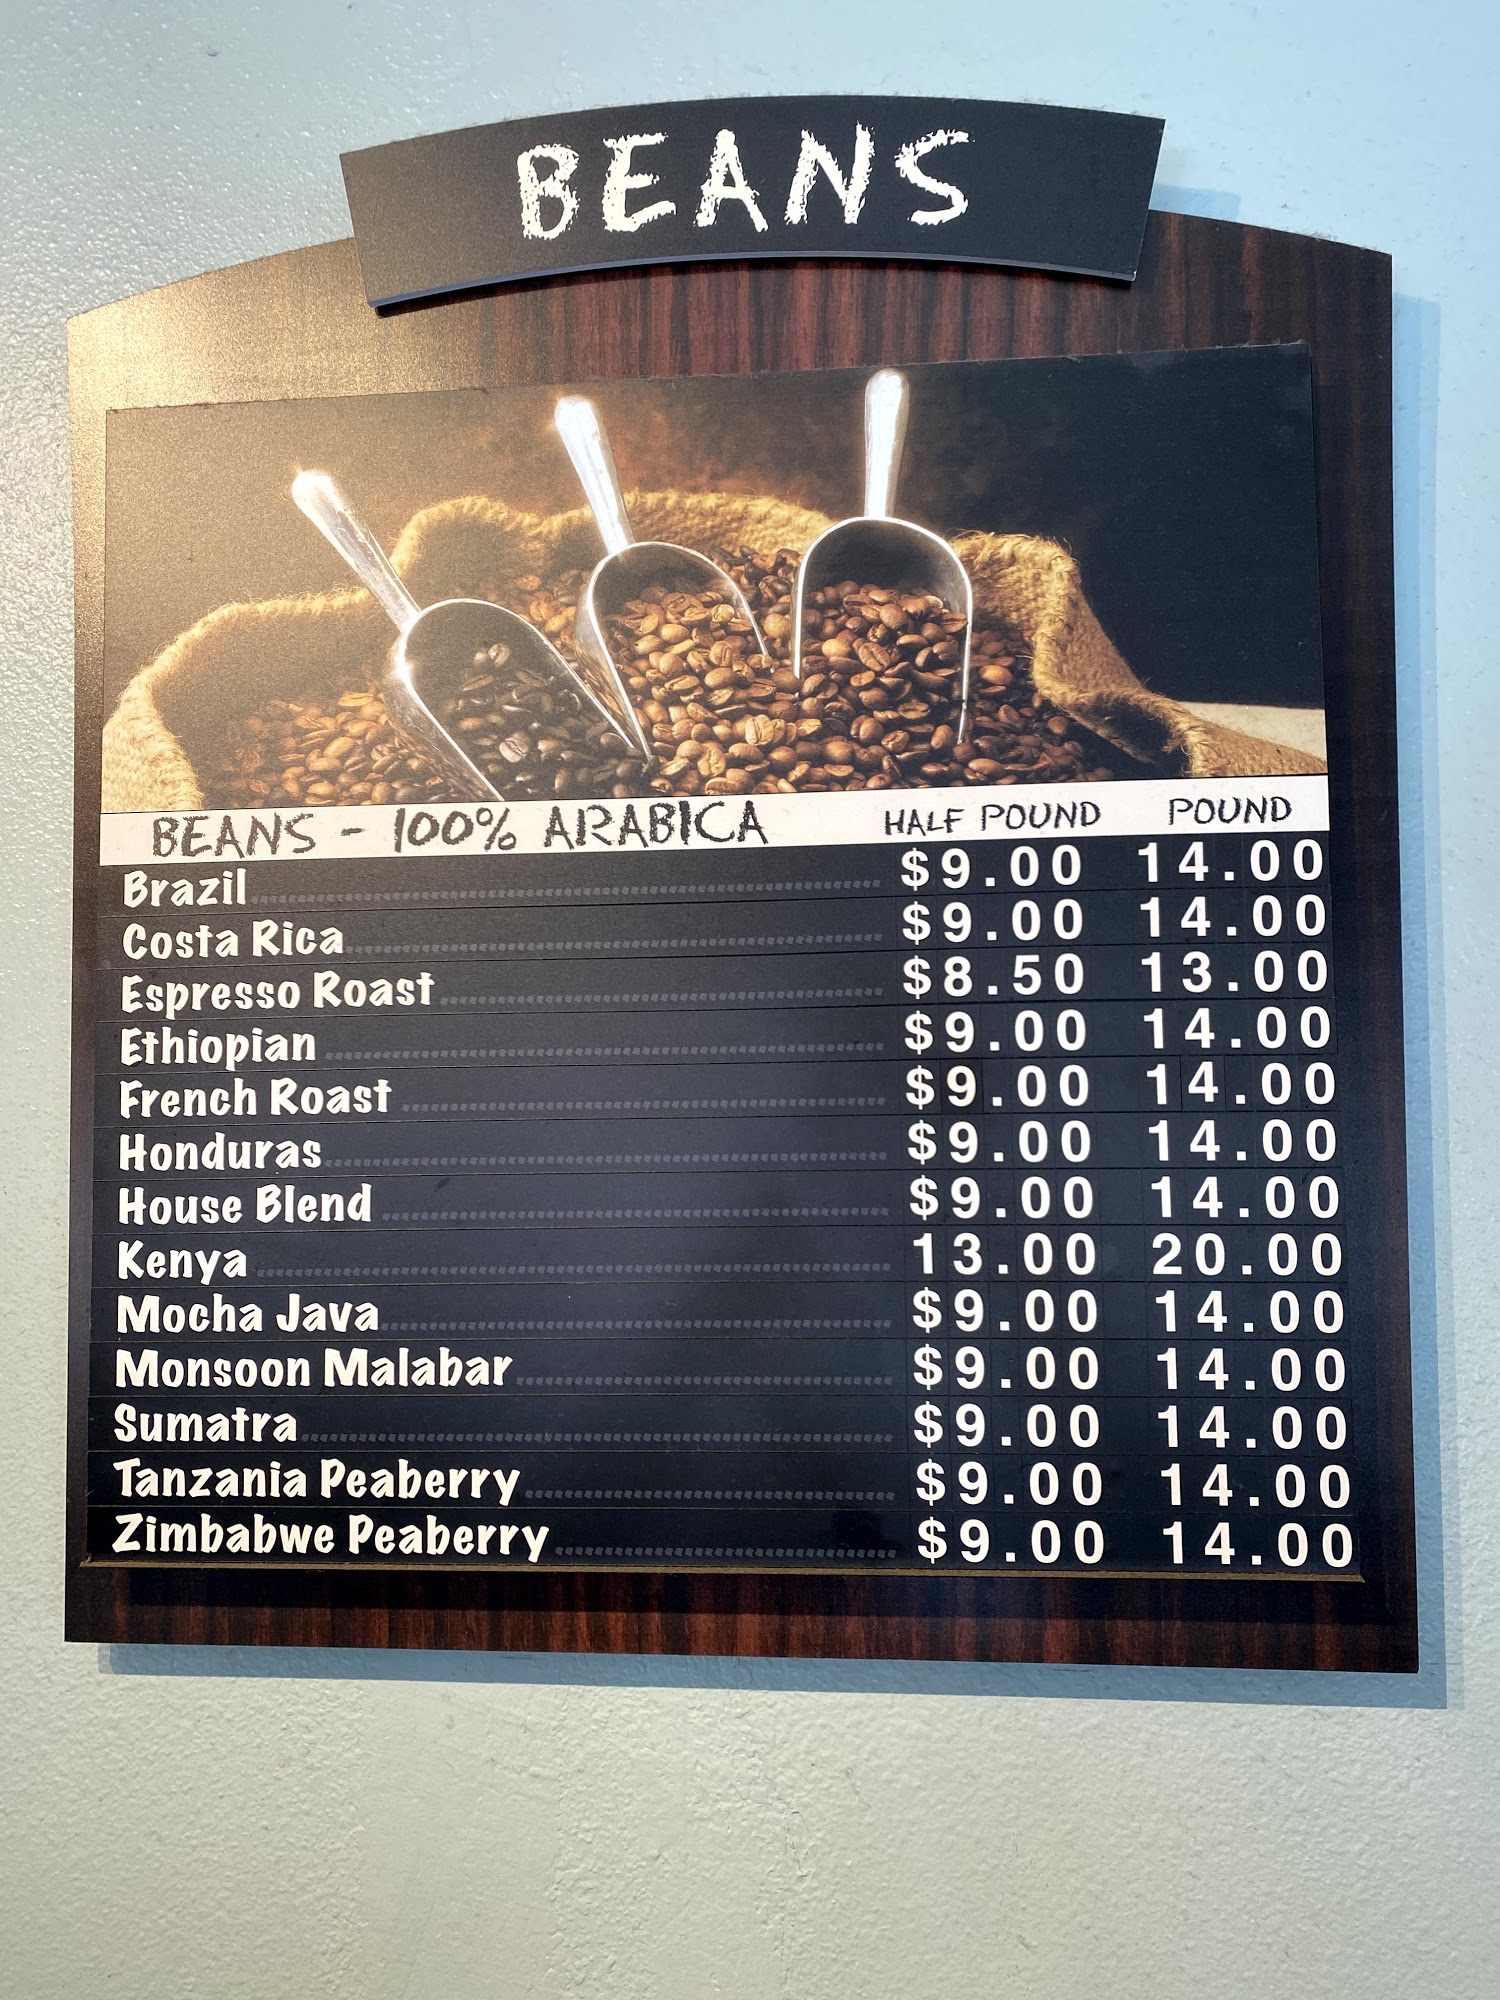 BEANS
BEANS - 100% ARABICA HALF POUND POUND
Brazil $9.00 14.00
Costa Rica $9.00 14.00
Espresso Roast $8.50 13.00
Ethiopian $9.00 14.00
French Roast $9.00 14.00
Honduras $9.00 14.00
House Blend $9.00 14.00
Kenya 13.00 20.00
Mocha Java $9.00 14.00
Monsoon Malabar $9.00 14.00
Sumatra $9.00 14.00
Tanzania Peaberry $9.00 14.00
Zimbabwe Peaberry $9.00 14.00